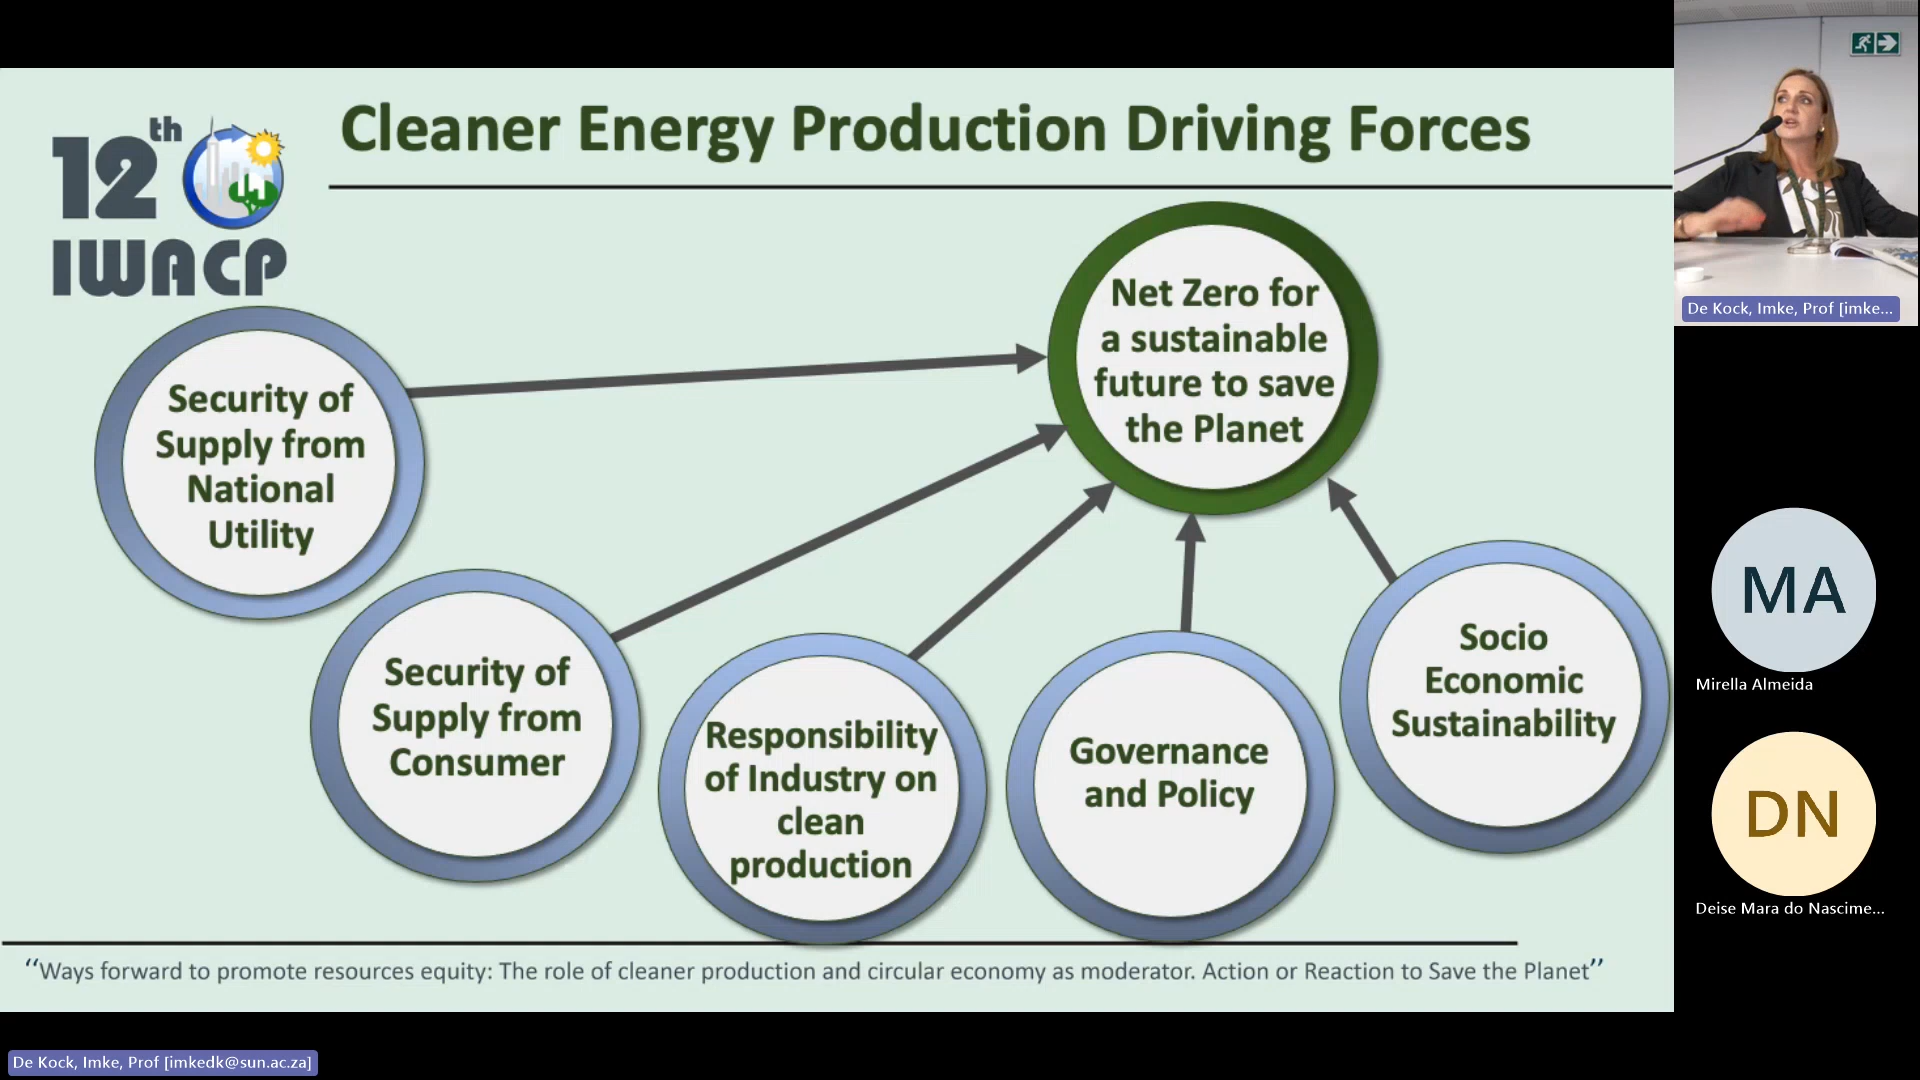 12th
IWACP
Cleaner Energy Production Driving Forces
Net Zero for
a sustainable
future to save
the Planet
Security of
Supply from
National
Utility
Security of
Supply from
Consumer
Responsibility
of Industry on
clean
production
Governance
and Policy
Socio
Economic
Sustainability
“Ways forward to promote resources equity: The role of cleaner production and circular economy as moderator. Action or Reaction to Save the Planet”
De Kock, Imke, Prof [imkedk@sun.ac.za]
De Kock, Imke, Prof [imke...
MA
Mirella Almeida
DN
Deise Mara do Nascime...